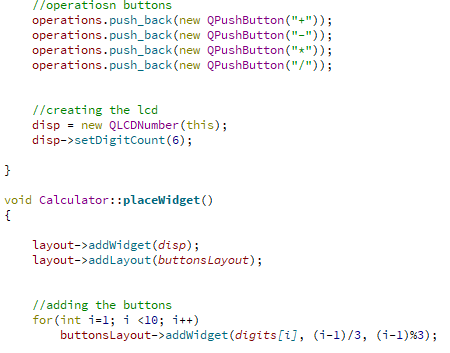 //operatiosn buttons
operations.push_back(new QPushButton("+"));
operations.push_back(new QPushButton("-"));
operations.push_back(new QPushButton("*"));
operations.push_back(new QPushButton("/"));
//creating the lcd
disp = new QLCDNumber(this);
disp->setDigitCount(6);
}
void Calculator::placeWidget()
{
layout->addWidget(disp);
layout->addLayout(buttonsLayout);
//adding the buttons
for(int i=1; i <10; i++)
buttonsLayout->addWidget(digits[i], (i-1)/3, (i-1)%3);